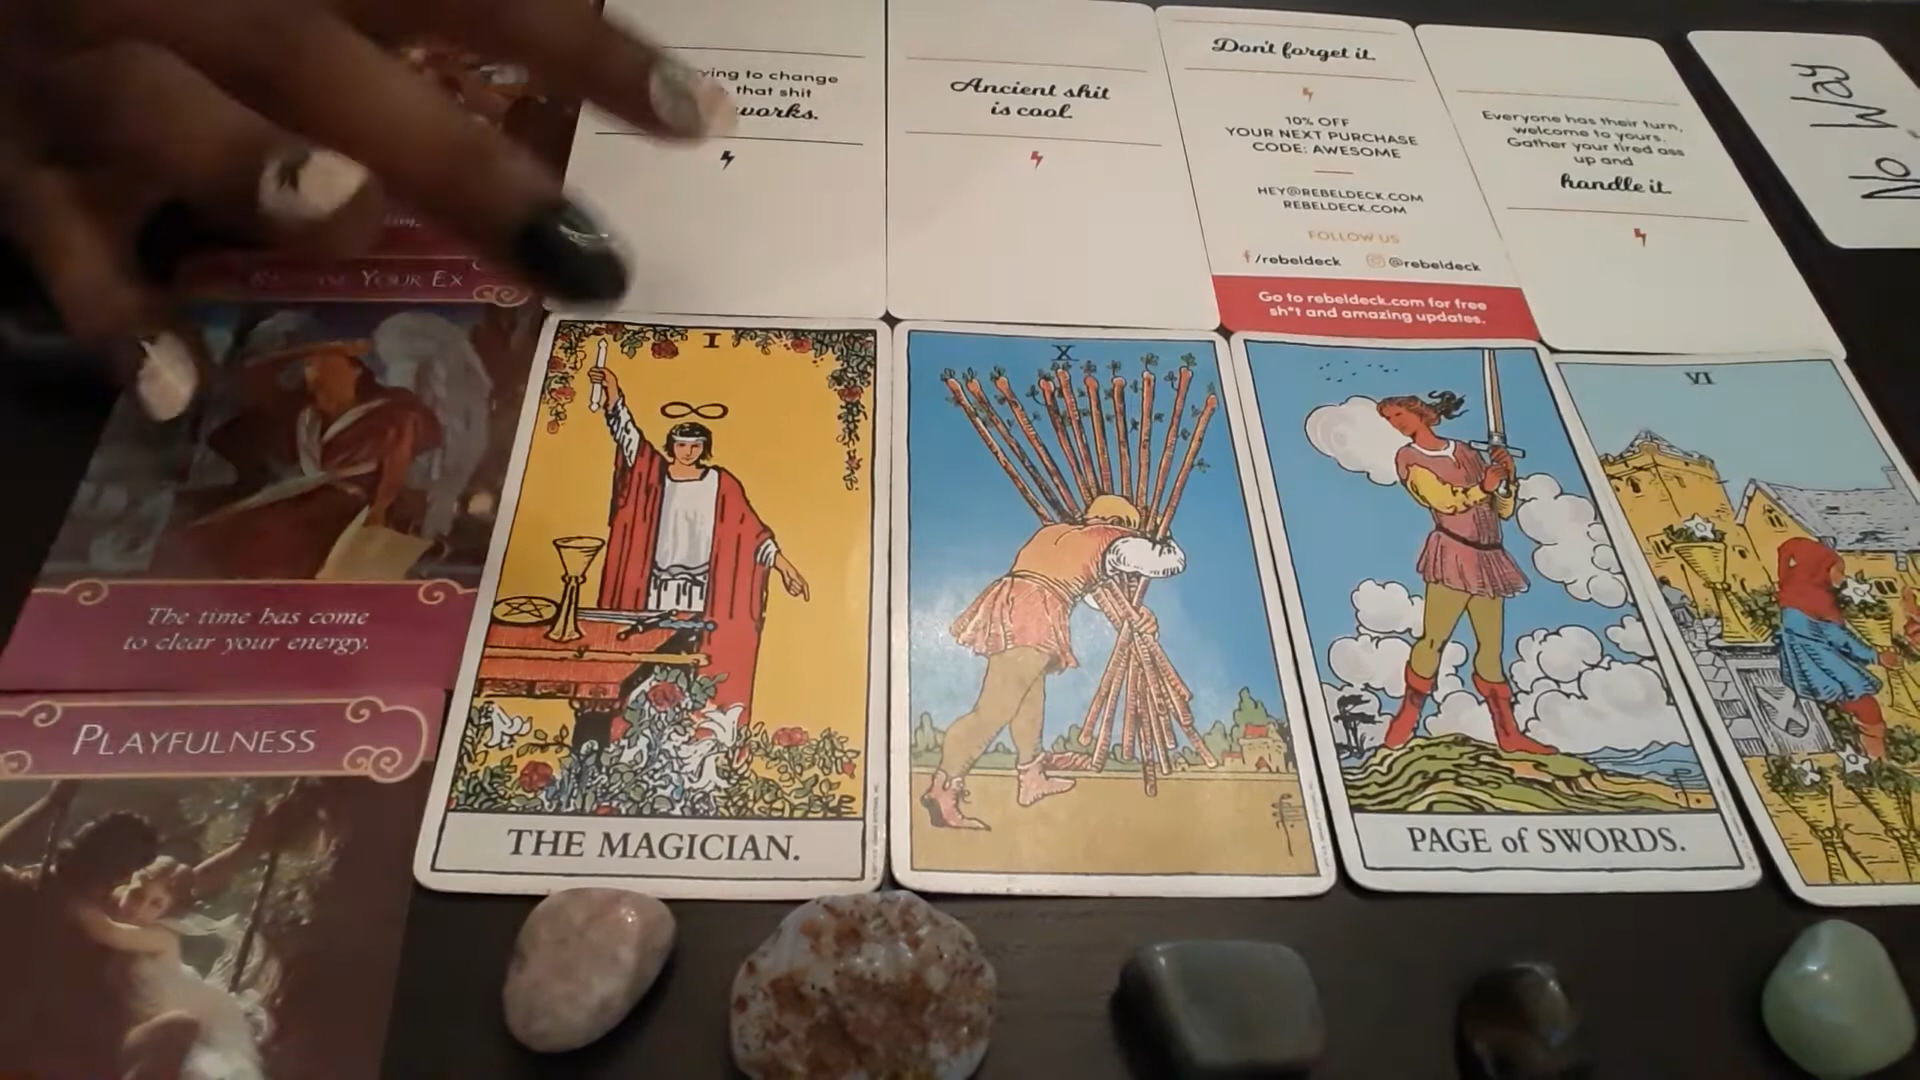 to change
that shit
works.
Ancient shit
is cool.
Don't forget it.
10% OFF
YOUR NEXT PURCHASE
CODE: AWESOME
HEY@REBELDECK.COM
REBELDECK.COM
FOLLOW US
f/rebeldeck @rebeldeck
Go to rebeldeck.com for free
sh*t and amazing updates.
Everyone has their turn,
welcome to yours.
Gather your tired ass
up and
handle it.
No Way
YOUR EX
The time has come
to clear your energy.
PLAYFULNESS
I
THE MAGICIAN.
X
PAGE of SWORDS.
VI